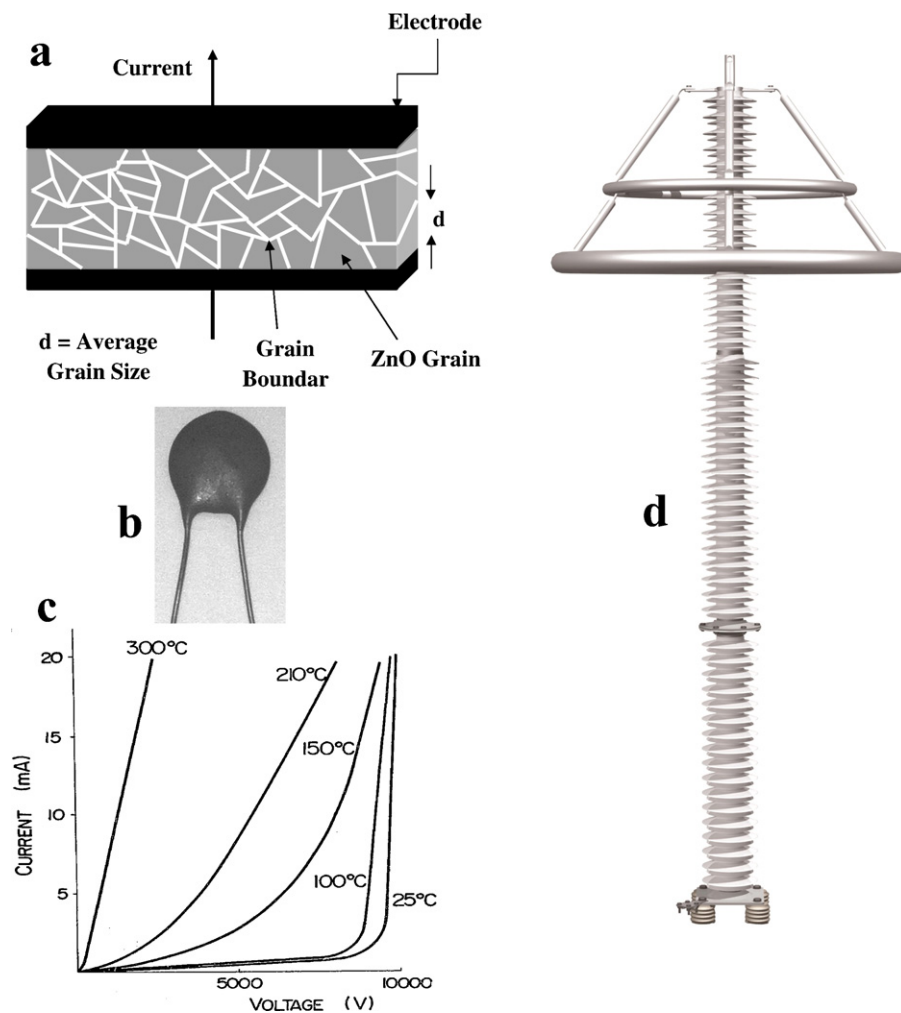 a
Electrode
Current
d
d = Average
Grain Size
Grain
Boundar
ZnO Grain
b
c
d
300°C
210°C
150°C
100°C
25°C
20
15
10
5
CURRENT (mA)
5000
10000
VOLTAGE (V)